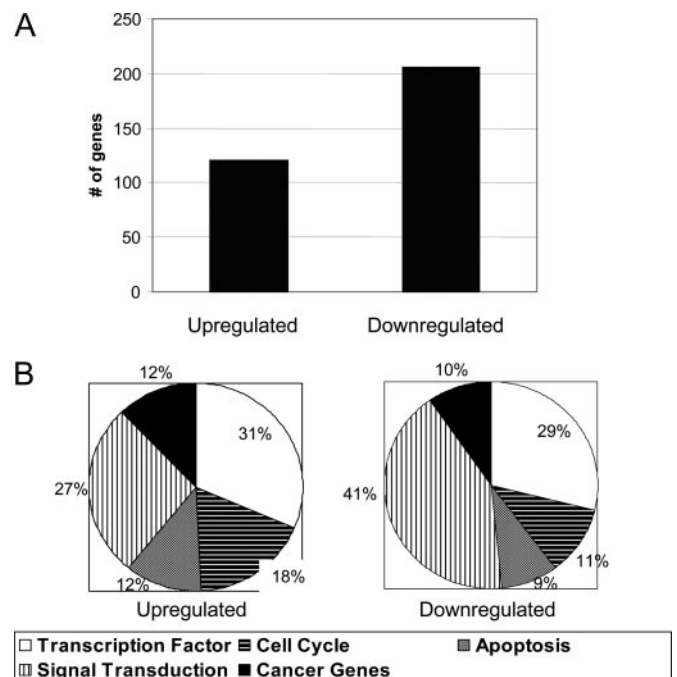 A
250
200
150
100
50
0
# of genes
Upregulated Downregulated
B
12%
31%
27%
12%
18%
Upregulated
10%
29%
41%
11%
9%
Downregulated
Transcription Factor Cell Cycle Apoptosis
Signal Transduction Cancer Genes